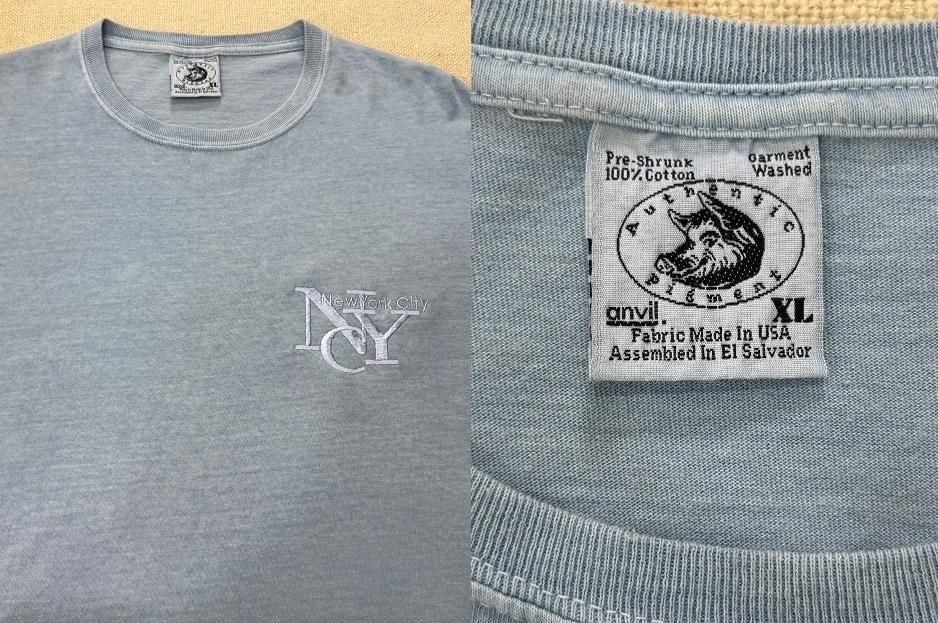 New York City
NYC
Pre-Shrunk
100% Cotton
Garment
Washed
Authentic
Pigment
anvil.
XL
Fabric Made In USA
Assembled In El Salvador